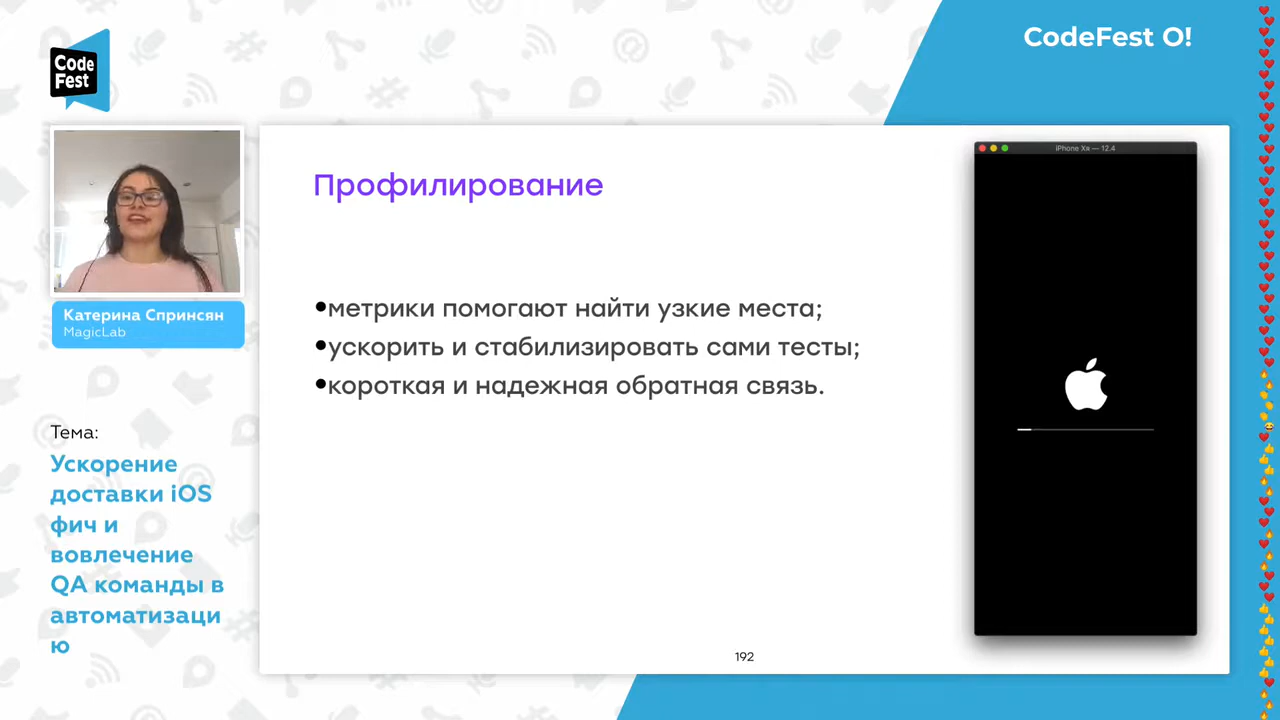 Code
Fest
CodeFest О!
Катерина Спринсян
MagicLab
Тема:
Ускорение
доставки iOS
фич и
вовлечение
QA команды в
автоматизаци
ю
Профилирование
•метрики помогают найти узкие места;
•ускорить и стабилизировать сами тесты;
•короткая и надежная обратная связь.
iPhone Xʀ — 12.4
192